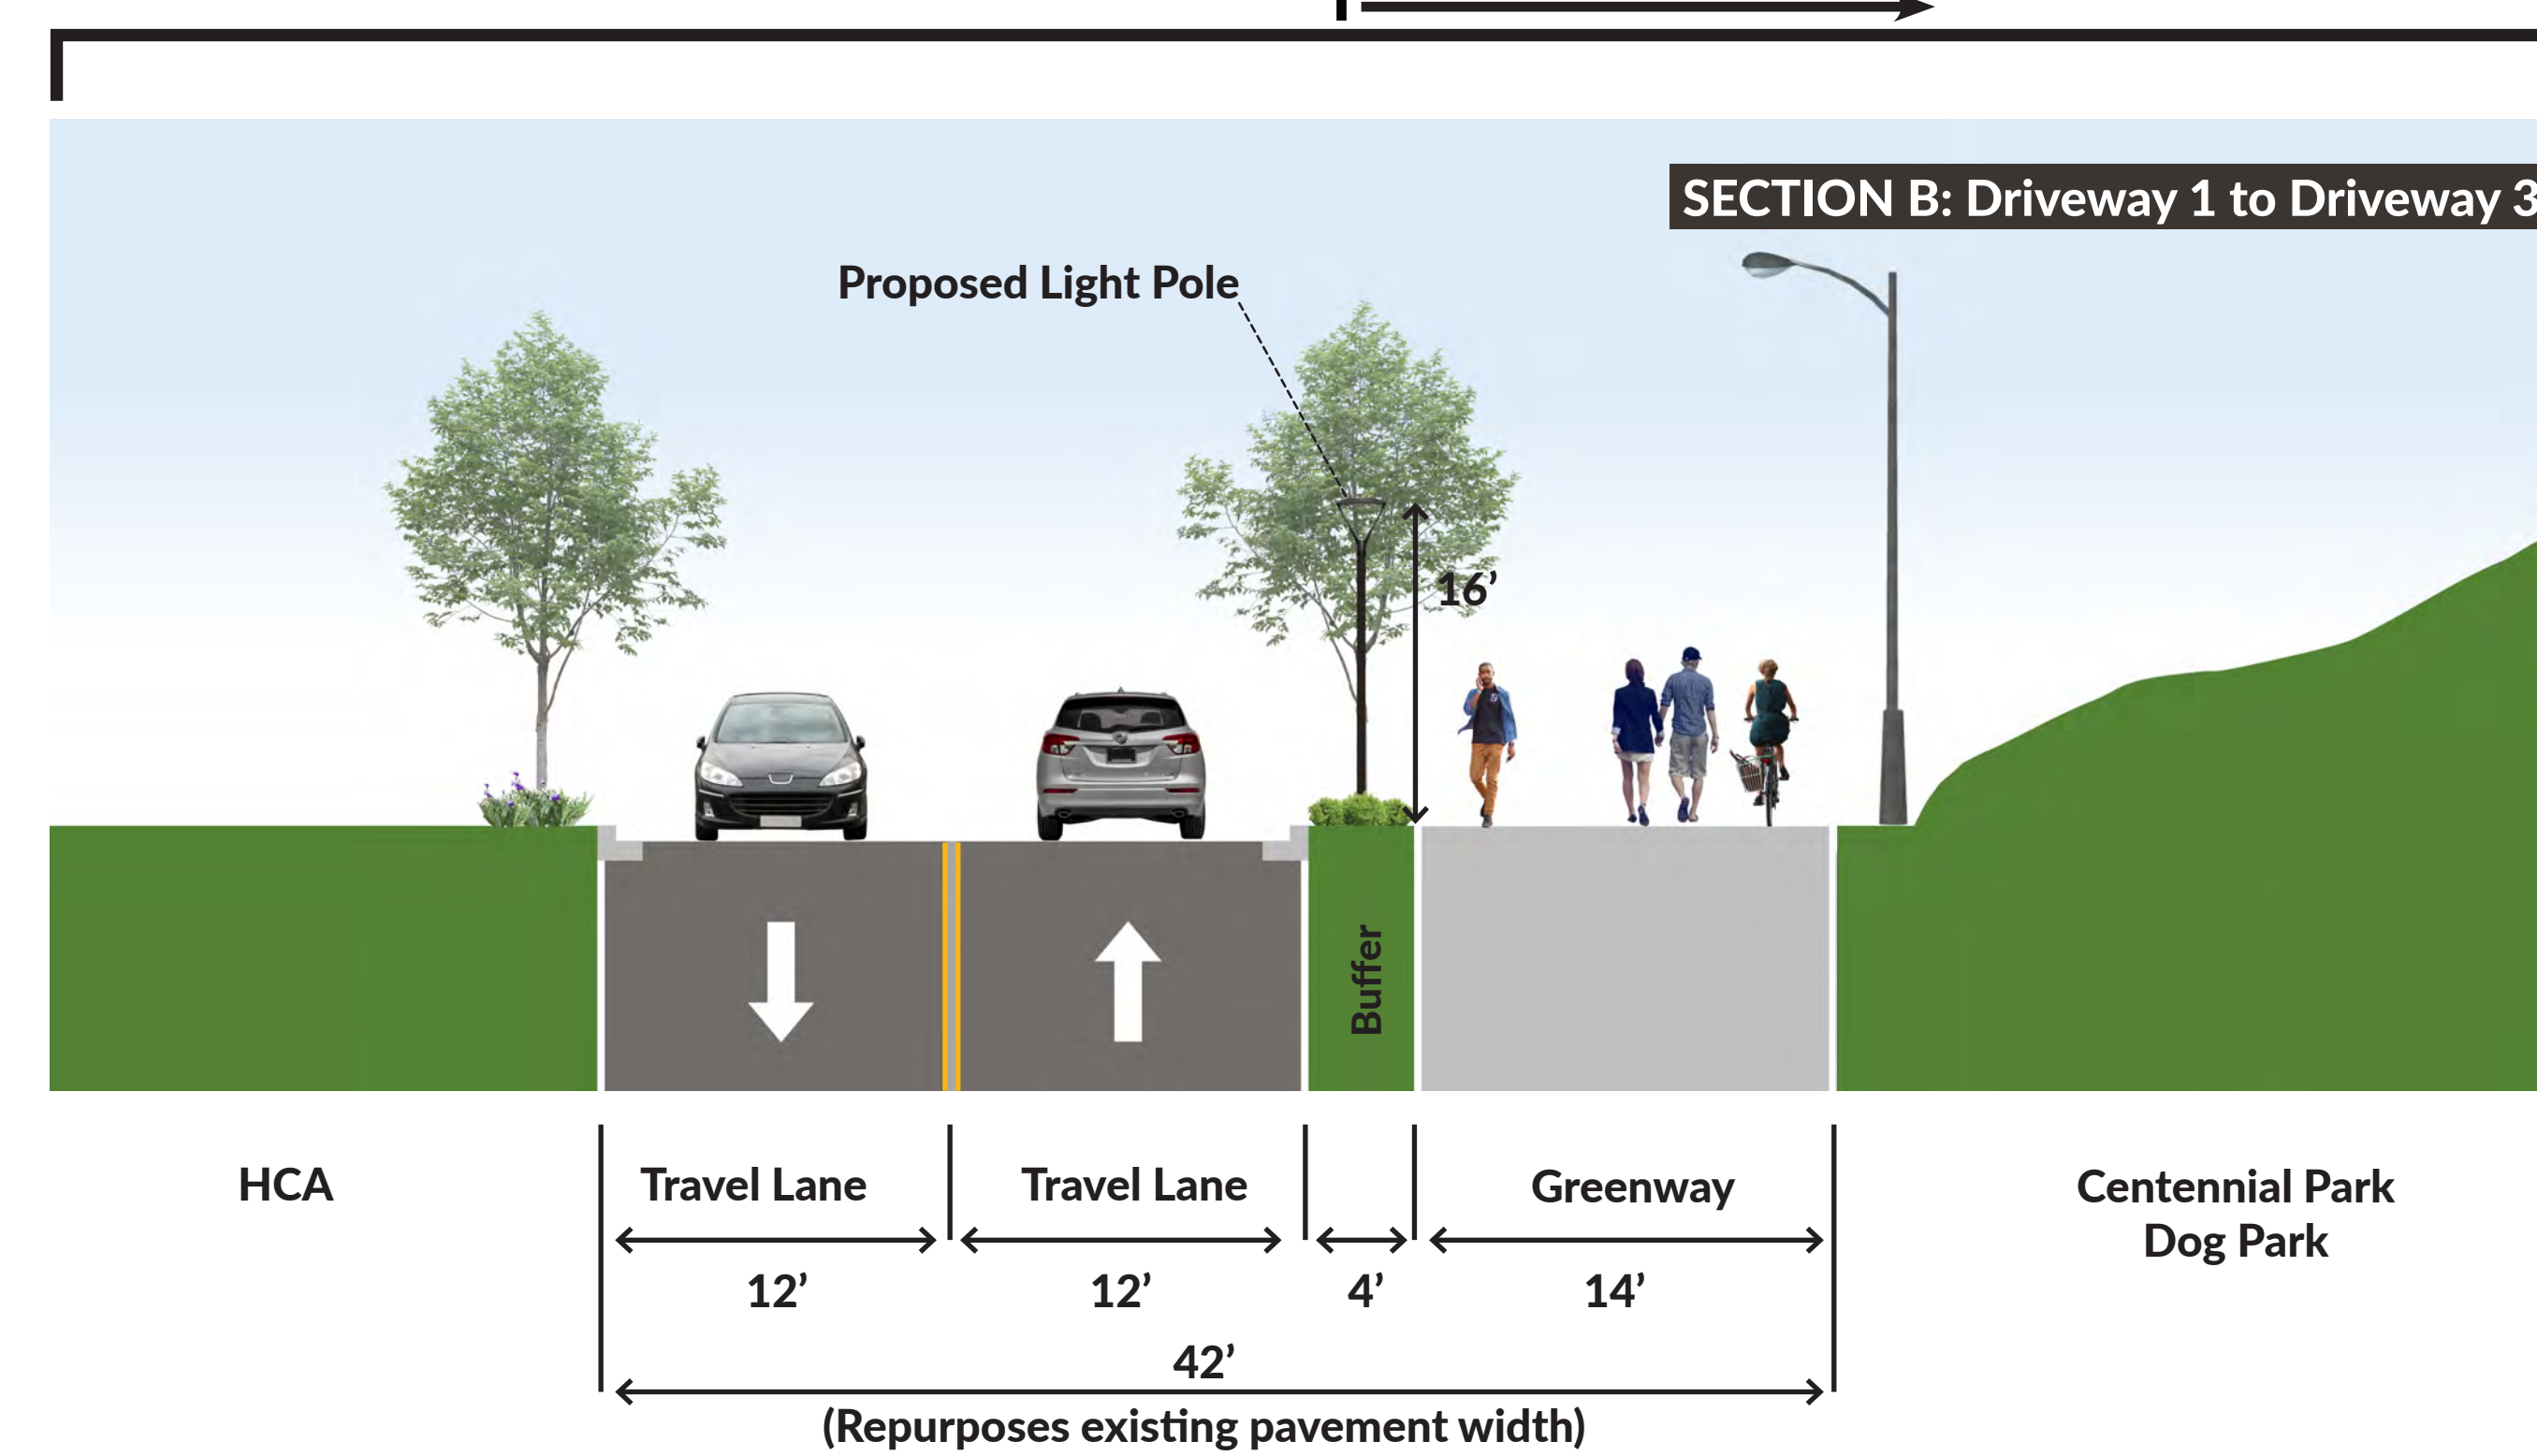 SECTION B: Driveway 1 to Driveway 3
Proposed Light Pole
16’
Buffer
HCA
Travel Lane
Travel Lane
Greenway
Centennial Park
Dog Park
12’
12’
4’
14’
42’
(Repurposes existing pavement width)